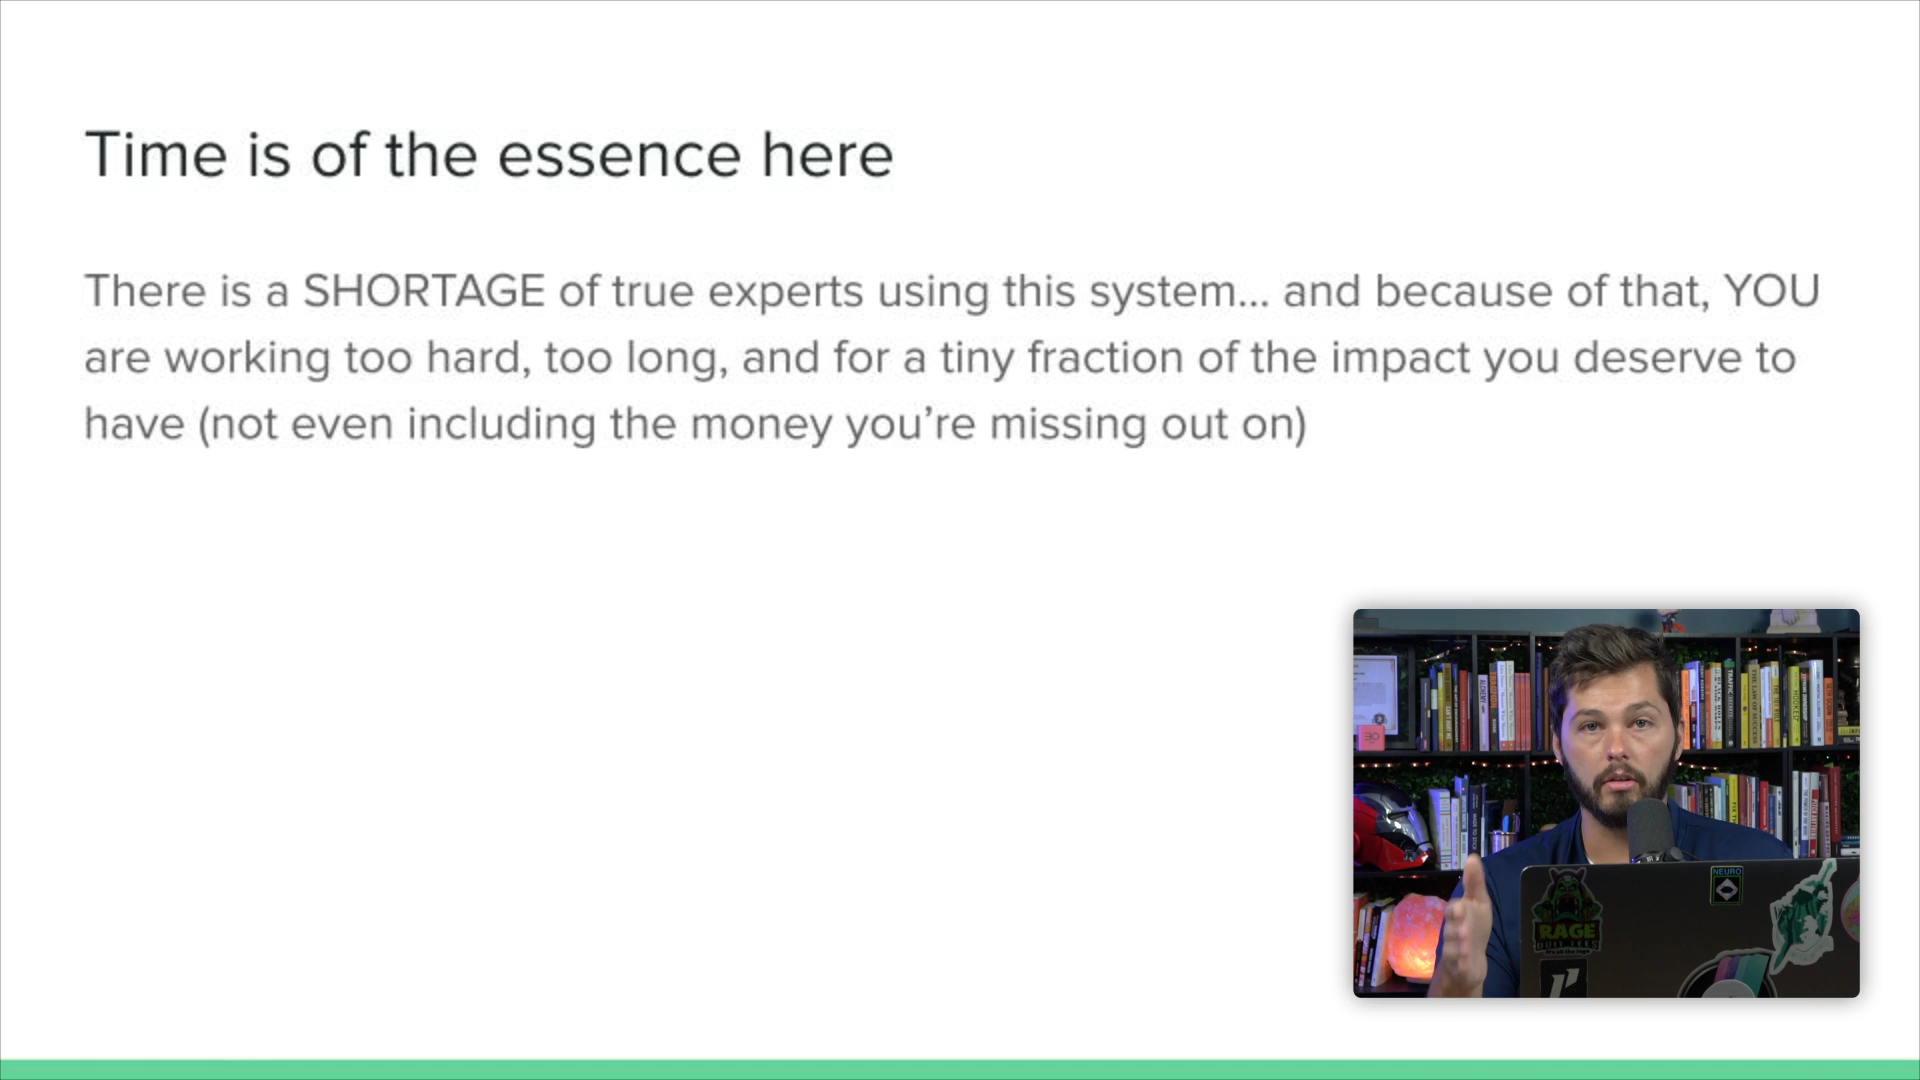 Time is of the essence here
There is a SHORTAGE of true experts using this system... and because of that, YOU
are working too hard, too long, and for a tiny fraction of the impact you deserve to
have (not even including the money you’re missing out on)
NEURO
RAGE
QUIT TEES